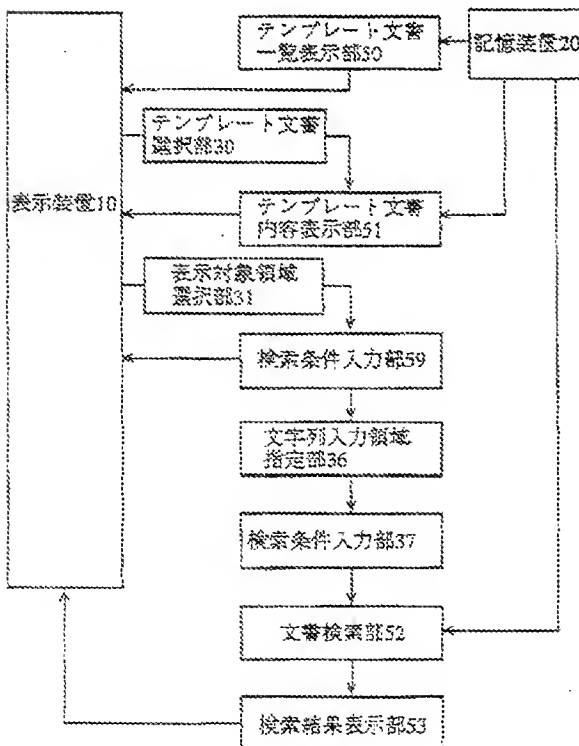 テンプレート文書
一覧表示部50
記憶装置20
テンプレート文書
選択部30
表示装置10
テンプレート文書
内容表示部51
表示対象領域
選択部31
検索条件入力部59
文字列入力領域
指定部36
検索条件入力部37
文書検索部52
検索結果表示部53